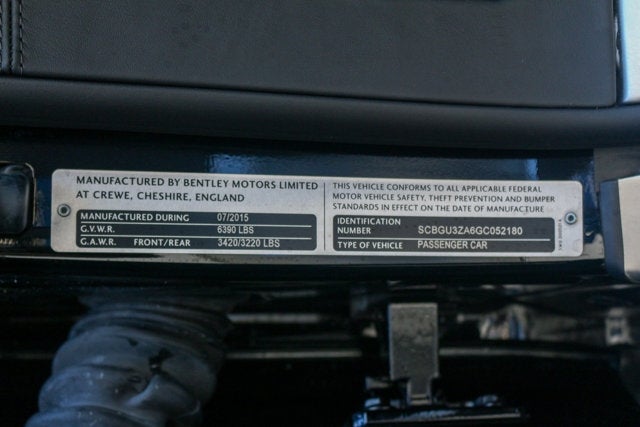 MANUFACTURED BY BENTLEY MOTORS LIMITED
AT CREWE, CHESHIRE, ENGLAND
MANUFACTURED DURING 07/2015
G.V.W.R. 6390 LBS
G.A.W.R. FRONT/REAR 3420/3220 LBS
THIS VEHICLE CONFORMS TO ALL APPLICABLE FEDERAL
MOTOR VEHICLE SAFETY, THEFT PREVENTION AND BUMPER
STANDARDS IN EFFECT ON THE DATE OF MANUFACTURE
IDENTIFICATION
NUMBER SCBGU3ZA6GC052180
TYPE OF VEHICLE PASSENGER CAR